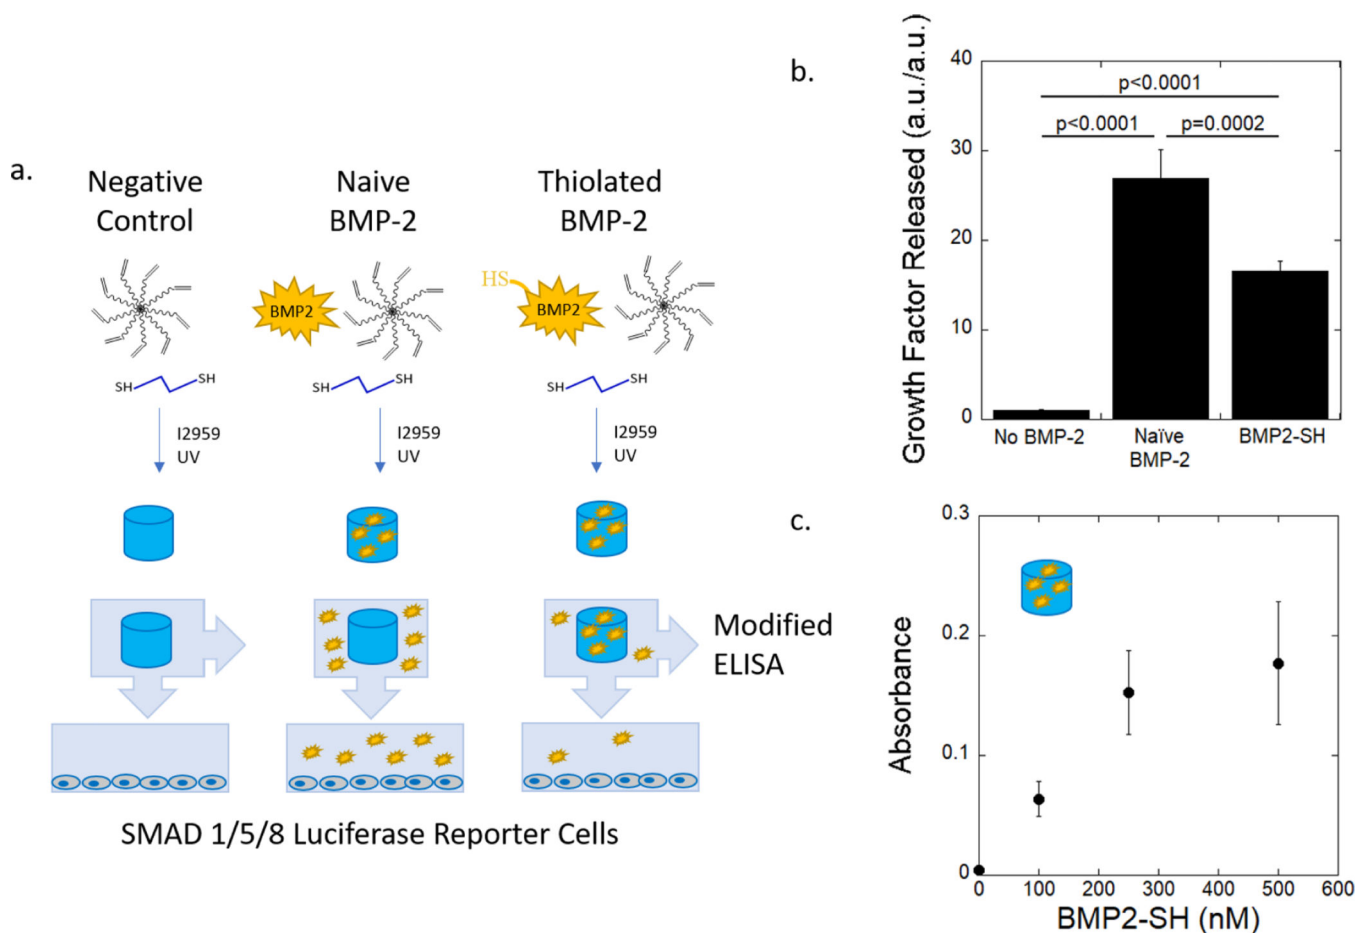 a.
Negative
Control
Naive
BMP-2
Thiolated
BMP-2
BMP2
HS
BMP2
SH
SH
SH
SH
SH
SH
I2959
UV
I2959
UV
I2959
UV
Modified
ELISA
SMAD 1/5/8 Luciferase Reporter Cells
b.
Growth Factor Released (a.u./a.u.)
40
30
20
10
0
p<0.0001
p<0.0001
p=0.0002
No BMP-2
Naïve
BMP-2
BMP2-SH
c.
Absorbance
0.3
0.2
0.1
0
0 100 200 300 400 500 600
BMP2-SH (nM)